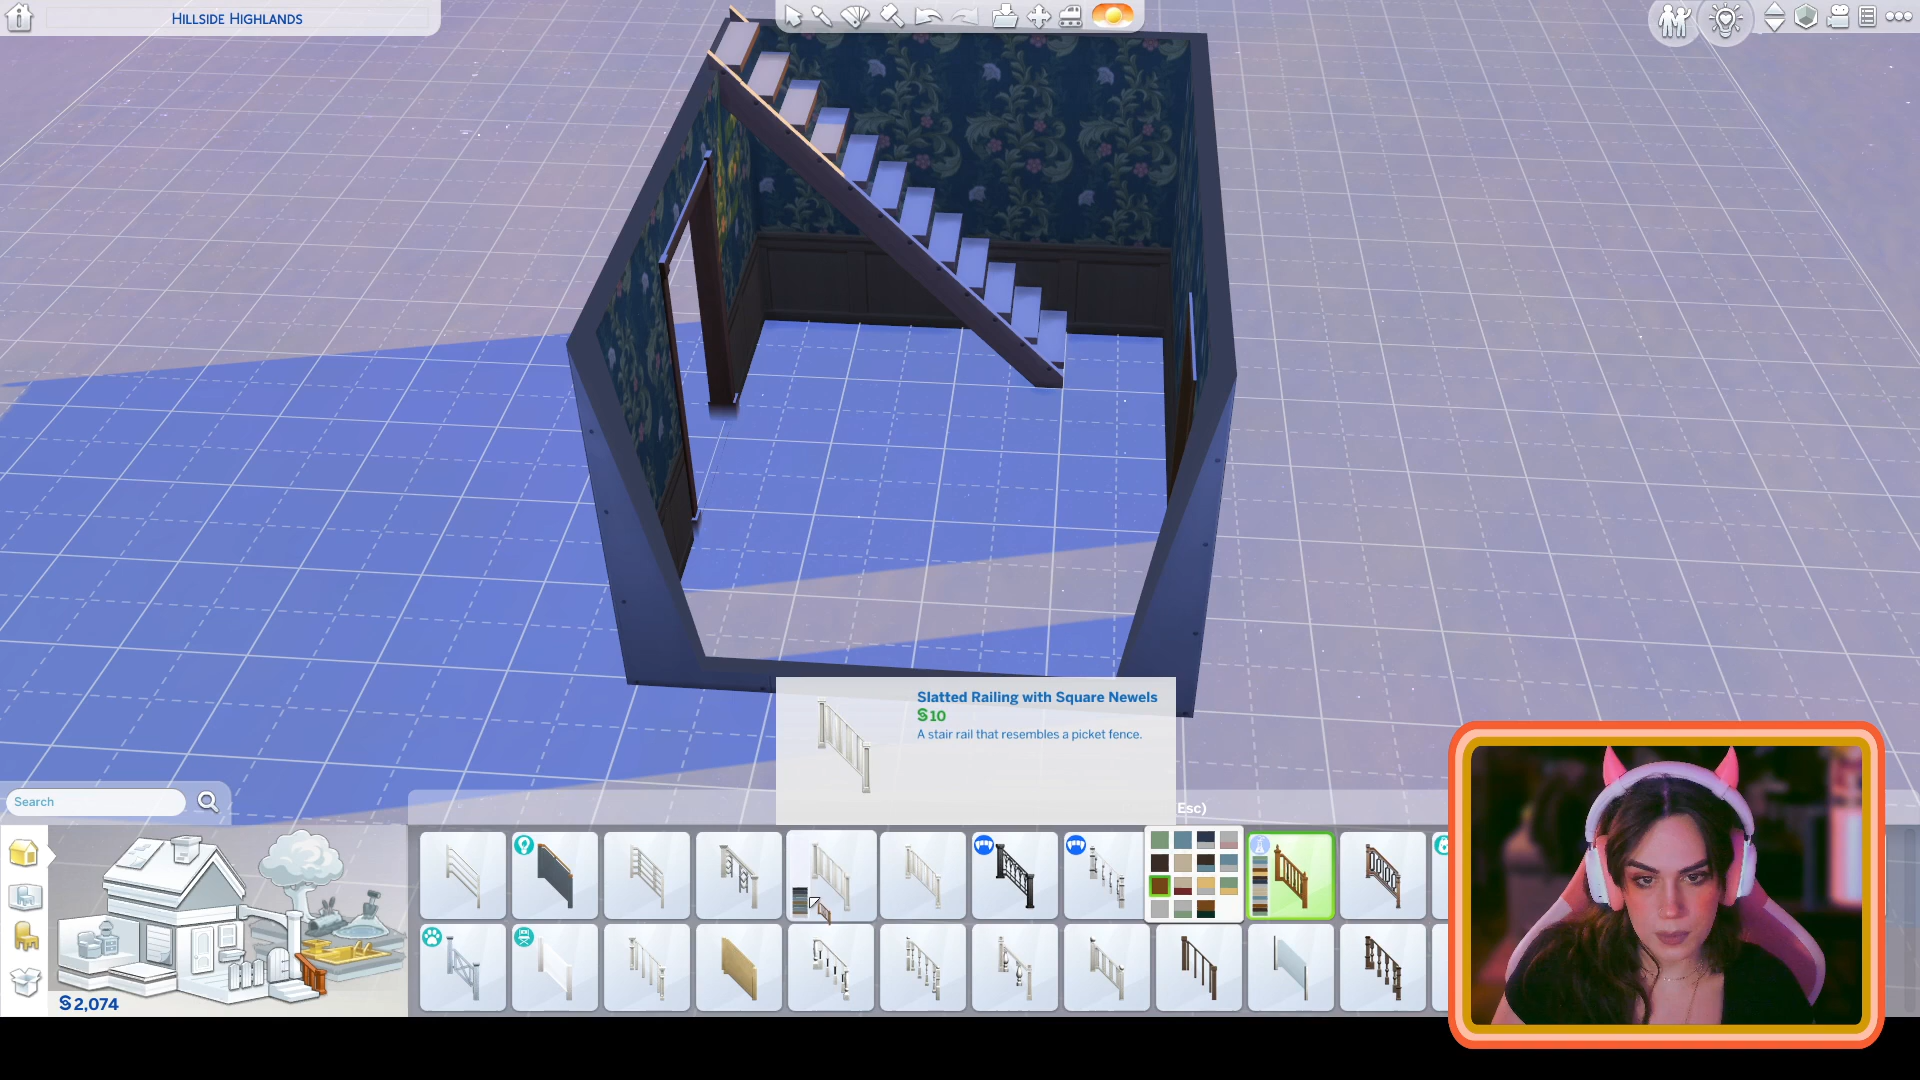 HILLSIDE HIGHLANDS
Slatted Railing with Square Newels
§10
A stair rail that resembles a picket fence.
Esc)
Search
§2,074